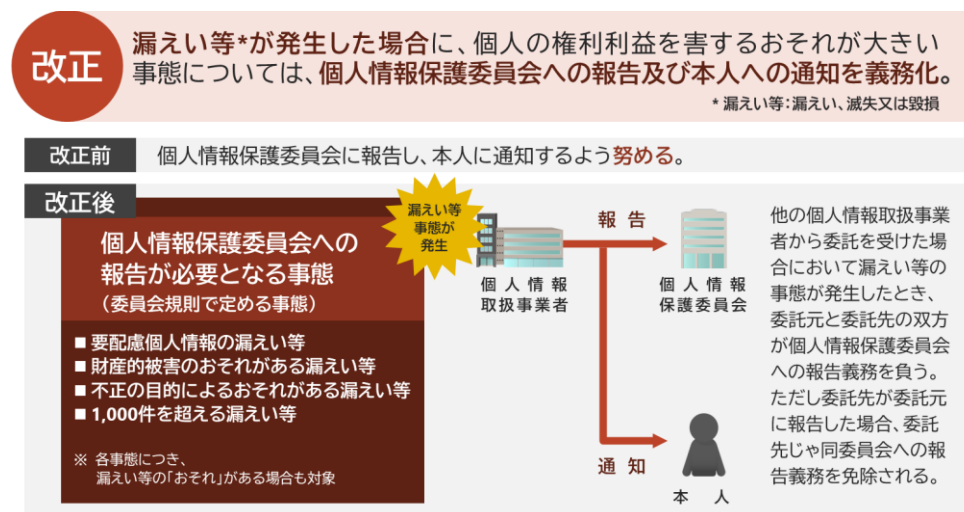 改正
漏えい等*が発生した場合に、個人の権利利益を害するおそれが大きい
事態については、個人情報保護委員会への報告及び本人への通知を義務化。
* 漏えい等:漏えい、滅失又は毀損
改正前
個人情報保護委員会に報告し、本人に通知するよう努める。
改正後
個人情報保護委員会への
報告が必要となる事態
(委員会規則で定める事態)
■ 要配慮個人情報の漏えい等
■ 財産的被害のおそれがある漏えい等
■ 不正の目的によるおそれがある漏えい等
■ 1,000件を超える漏えい等
※ 各事態につき、
漏えい等の「おそれ」がある場合も対象
漏えい等
事態が
発生
個人情報
取扱事業者
報告
個人情報
保護委員会
通知
本人
他の個人情報取扱事業
者から委託を受けた場
合において漏えい等の
事態が発生したとき、
委託元と委託先の双方
が個人情報保護委員会
への報告義務を負う。
ただし委託先が委託元
に報告した場合、委託
先じゃ同委員会への報
告義務を免除される。